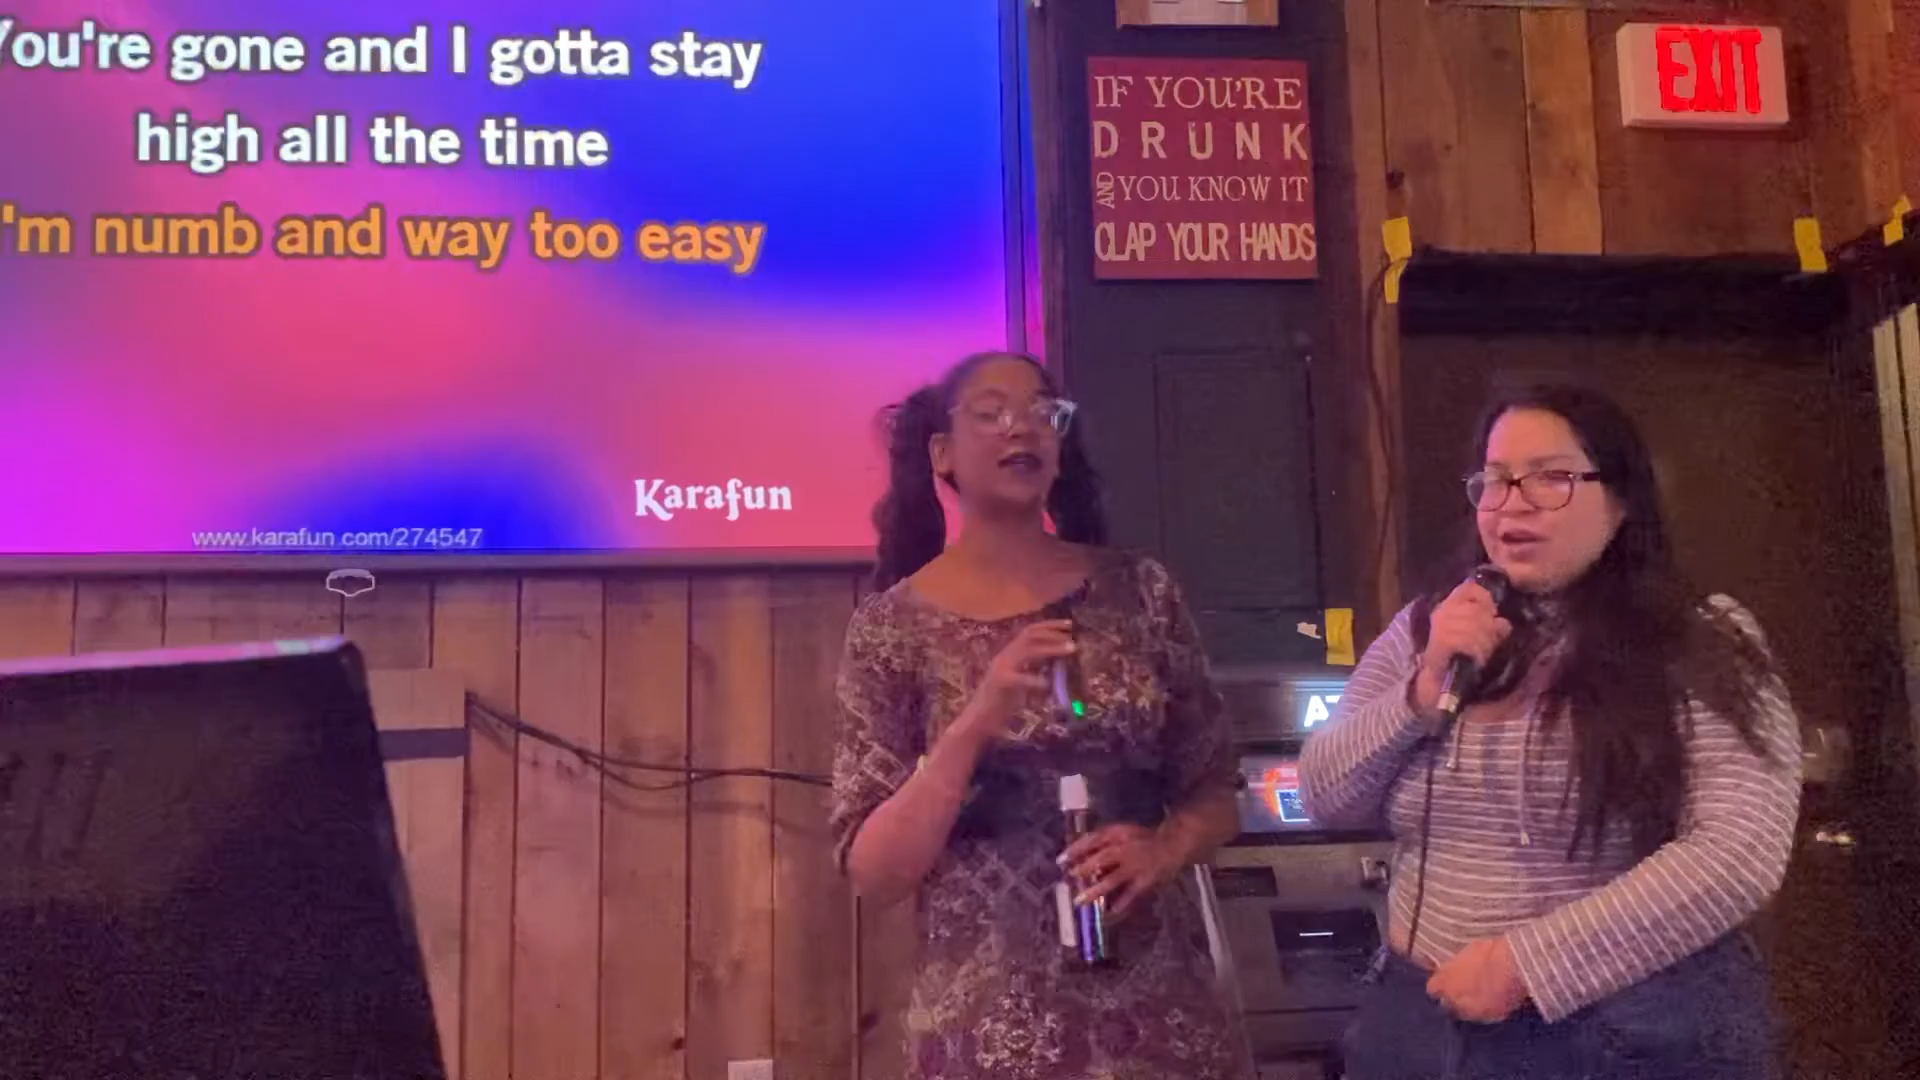 You're gone and I gotta stay
high all the time
I'm numb and way too easy
Karafun
www.karafun.com/274547
IF YOU'RE
DRUNK
AND YOU KNOW IT
CLAP YOUR HANDS
EXIT